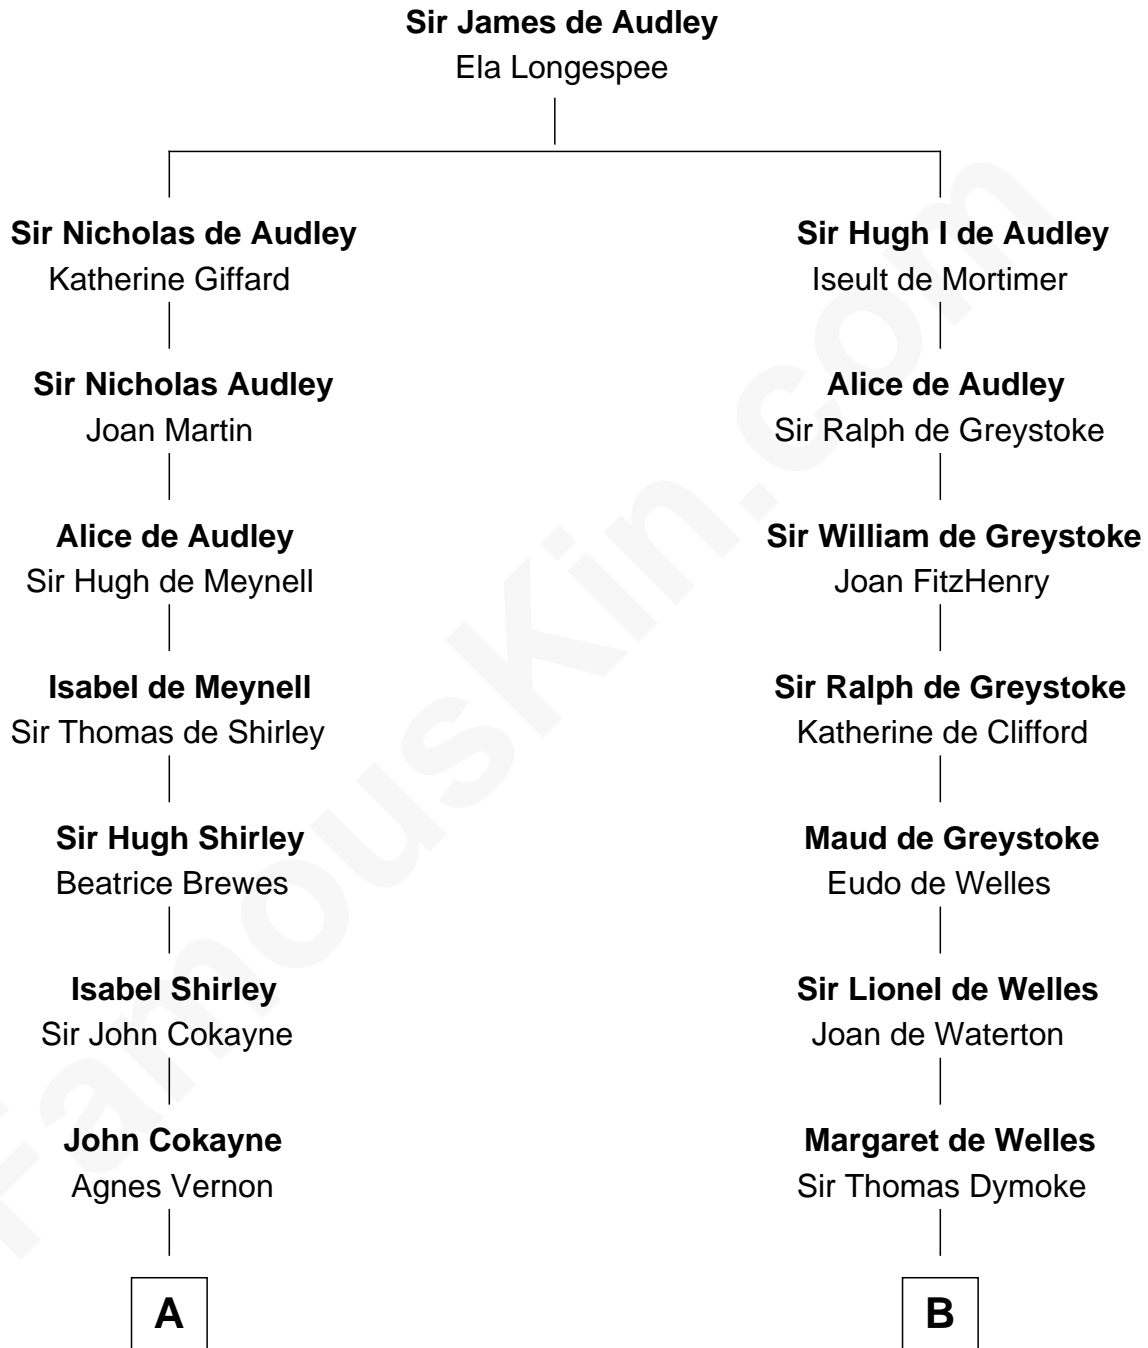 Sir James de Audley
Ela Longespee
Sir Nicholas de Audley
Katherine Giffard
Sir Hugh I de Audley
Iseult de Mortimer
Sir Nicholas Audley
Joan Martin
Alice de Audley
Sir Ralph de Greystoke
Alice de Audley
Sir Hugh de Meynell
Sir William de Greystoke
Joan FitzHenry
Isabel de Meynell
Sir Thomas de Shirley
Sir Ralph de Greystoke
Katherine de Clifford
Sir Hugh Shirley
Beatrice Brewes
Maud de Greystoke
Eudo de Welles
Isabel Shirley
Sir John Cokayne
Sir Lionel de Welles
Joan de Waterton
John Cokayne
Agnes Vernon
Margaret de Welles
Sir Thomas Dymoke
A
B
FamousKin.com